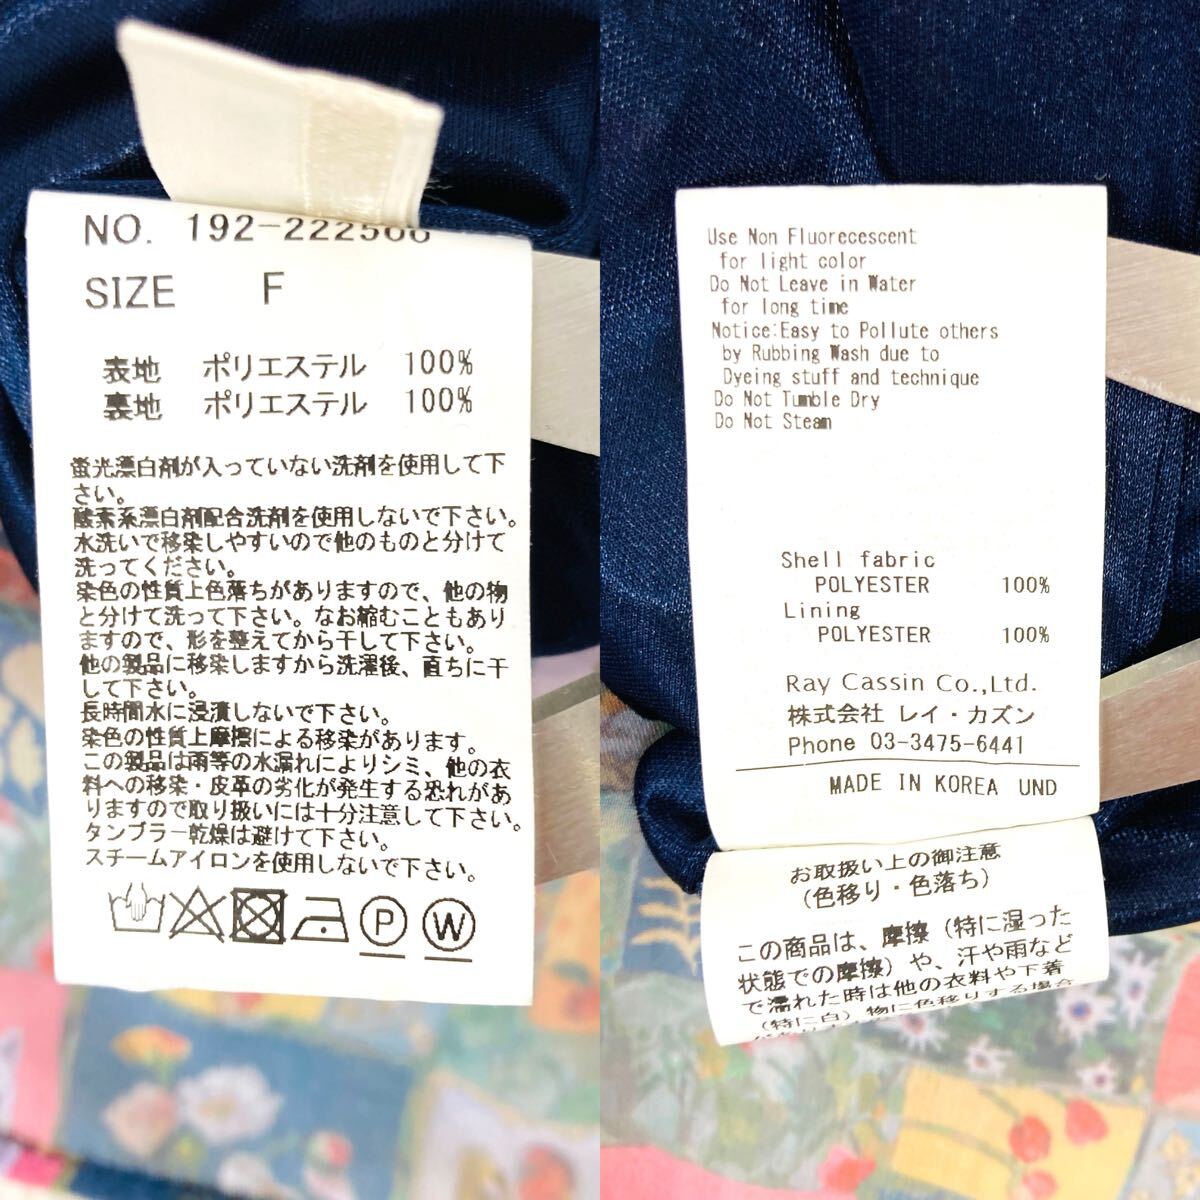 NO. 192-222566
SIZE F
表地 ポリエステル 100%
裏地 ポリエステル 100%
蛍光漂白剤が入っていない洗剤を使用して下
さい。
酸素系漂白剤配合洗剤を使用しないで下さい。
水洗いで移染しやすいので他のものと分けて
洗ってください。
染色の性質上色落ちがありますので、他の物
と分けて洗って下さい。なお縮むこともあり
ますので、形を整えてから干して下さい。
他の製品に移染しますから洗濯後、直ちに干
して下さい。
長時間水に浸漬しないで下さい。
染色の性質上摩擦による移染があります。
この製品は雨等の水漏れによりシミ、他の衣
料への移染・皮革の劣化が発生する恐れがあ
りますので取り扱いには十分注意して下さい。
タンブラー乾燥は避けて下さい。
スチームアイロンを使用しないで下さい。
P W
Use Non Fluorecescent
for light color
Do Not Leave in Water
for long time
Notice:Easy to Pollute others
by Rubbing Wash due to
Dyeing stuff and technique
Do Not Tumble Dry
Do Not Steam
Shell fabric
POLYESTER 100%
Lining
POLYESTER 100%
Ray Cassin Co.,Ltd.
株式会社 レイ・カズン
Phone 03-3475-6441
MADE IN KOREA UND
お取扱い上の御注意
(色移り・色落ち)
この商品は、摩擦(特に湿った
状態での摩擦)や、汗や雨など
で濡れた時は他の衣料や下着
(特に白)物に色移りする場合